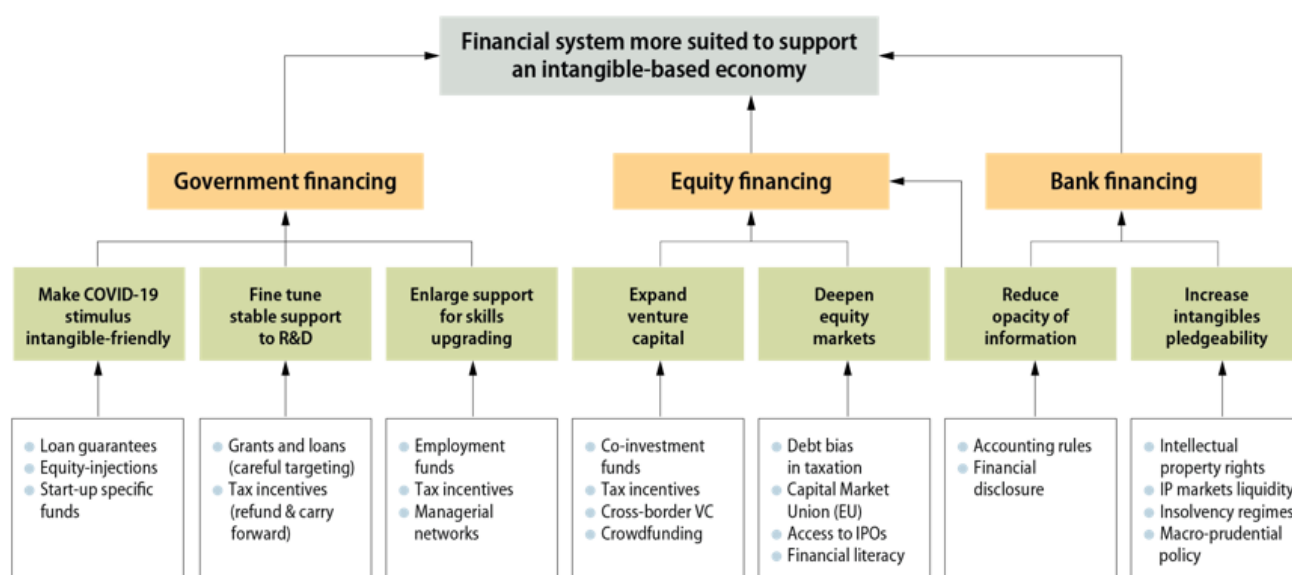 Financial system more suited to support
an intangible-based economy
Government financing
Equity financing
Bank financing
Make COVID-19
stimulus
intangible-friendly
Fine tune
stable support
to R&D
Enlarge support
for skills
upgrading
Expand
venture
capital
Deepen
equity
markets
Reduce
opacity of
information
Increase
intangibles
pledgeability
Loan guarantees
Equity-injections
Start-up specific
funds
Grants and loans
(careful targeting)
Tax incentives
(refund & carry
forward)
Employment
funds
Tax incentives
Managerial
networks
Co-investment
funds
Tax incentives
Cross-border VC
Crowdfunding
Debt bias
in taxation
Capital Market
Union (EU)
Access to IPOs
Financial literacy
Accounting rules
Financial
disclosure
Intellectual
property rights
IP markets liquidity
Insolvency regimes
Macro-prudential
policy